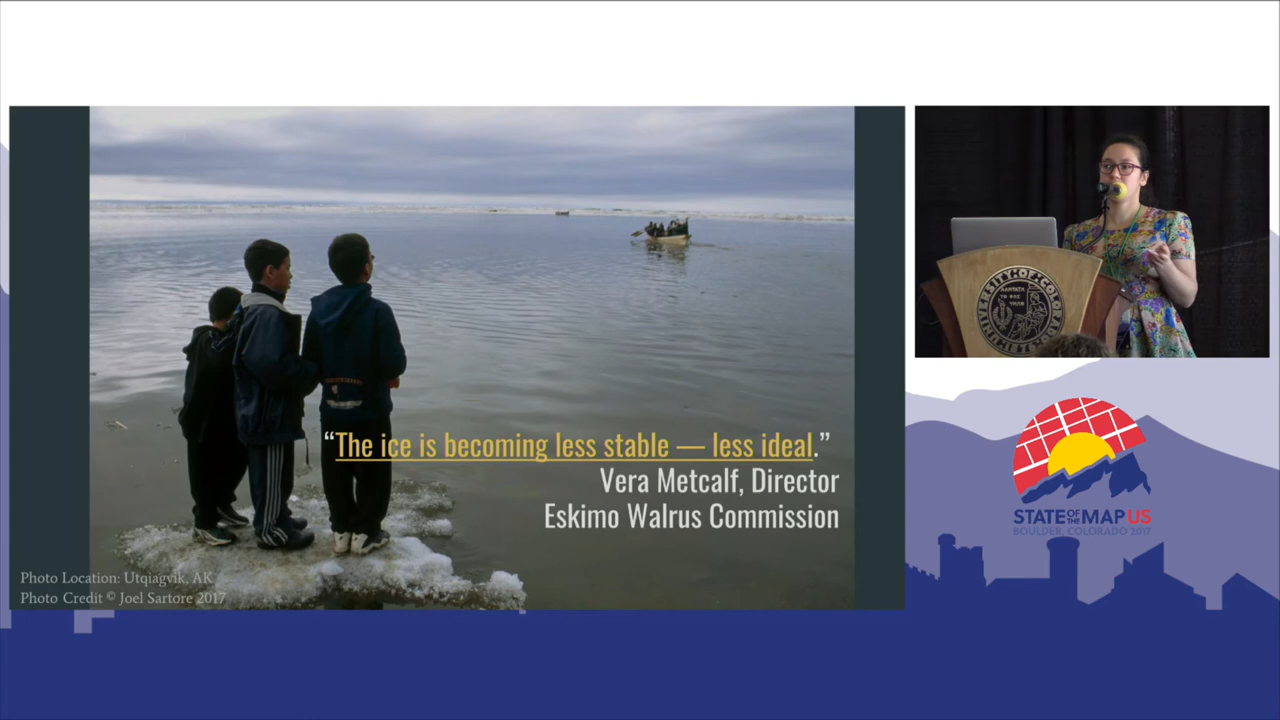 “The ice is becoming less stable — less ideal.”
Vera Metcalf, Director
Eskimo Walrus Commission
Photo Location: Utqiagvik, AK
Photo Credit © Joel Sartore 2017
STATE OF THE MAP US
BOULDER, COLORADO 2017